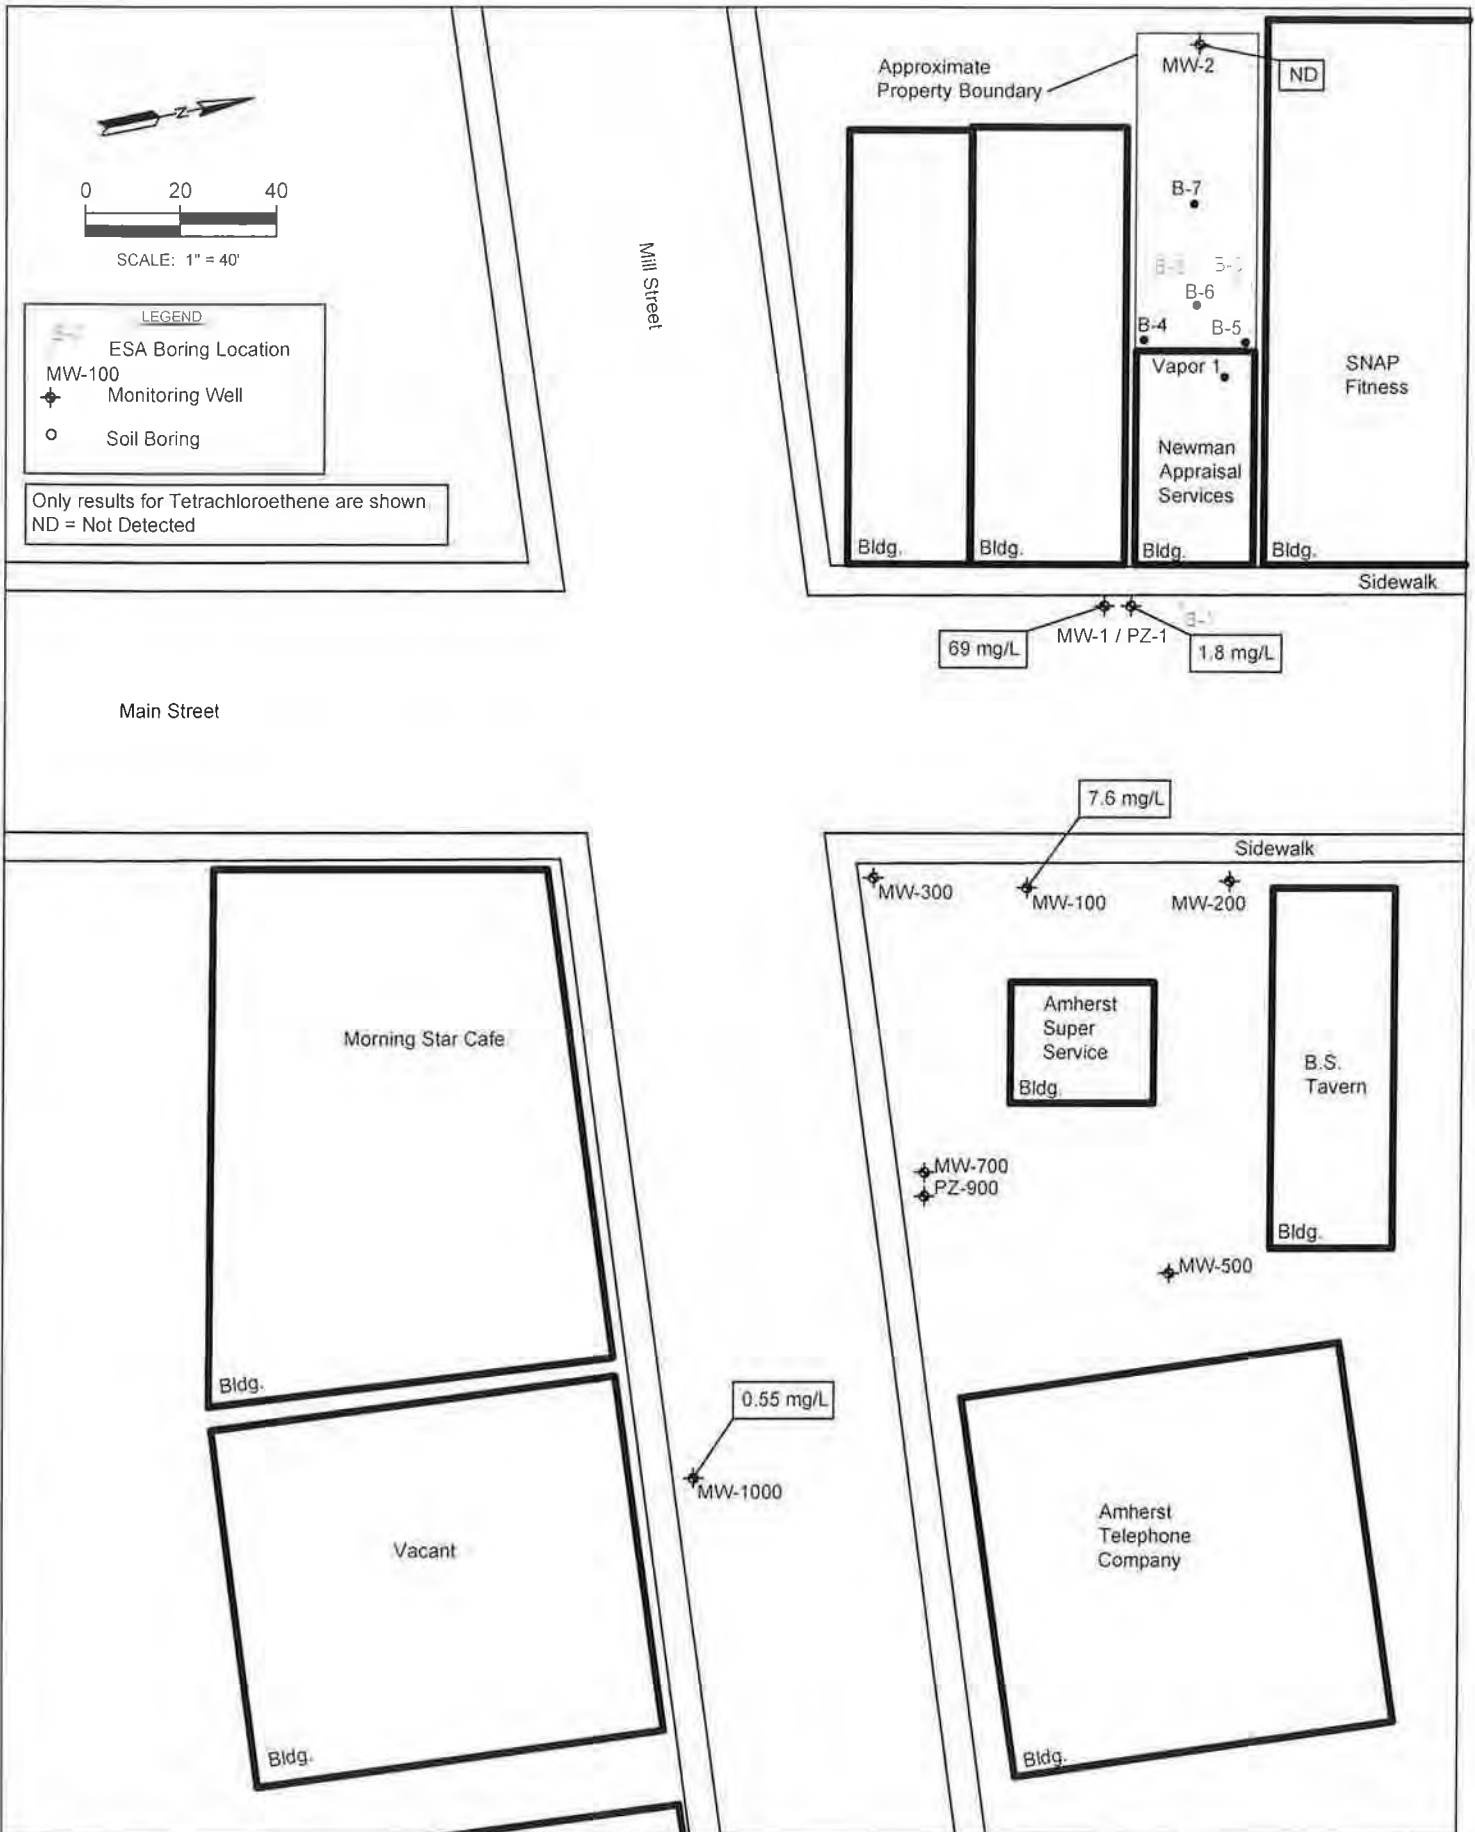 Approximate
Property Boundary
MW-2
ND
Z
0 20 40
SCALE: 1" = 40'
B-7
Mill Street
B-6
B-4
B-5
LEGEND
ESA Boring Location
MW-100
Monitoring Well
Soil Boring
Vapor 1
SNAP
Fitness
Newman
Appraisal
Services
Only results for Tetrachloroethene are shown
ND = Not Detected
Bldg.
Bldg.
Bldg.
Bldg.
Sidewalk
B-1
MW-1 / PZ-1
69 mg/L
1.8 mg/L
Main Street
7.6 mg/L
Sidewalk
MW-300
MW-100
MW-200
Amherst
Super
Service
Bldg.
Morning Star Cafe
B.S.
Tavern
MW-700
PZ-900
Bldg.
MW-500
Bldg.
0.55 mg/L
MW-1000
Vacant
Amherst
Telephone
Company
Bldg.
Bldg.